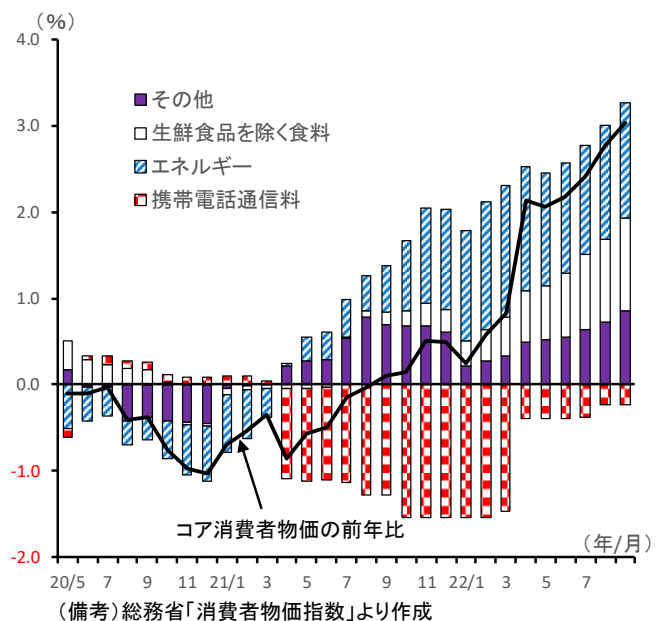 (%)
4.0
3.0
2.0
1.0
0.0
-1.0
-2.0
その他
生鮮食品を除く食料
エネルギー
携帯電話通信料
コア消費者物価の前年比
(年/月)
20/5 7 9 11 21/1 3 5 7 9 11 22/1 3 5 7
(備考)総務省「消費者物価指数」より作成